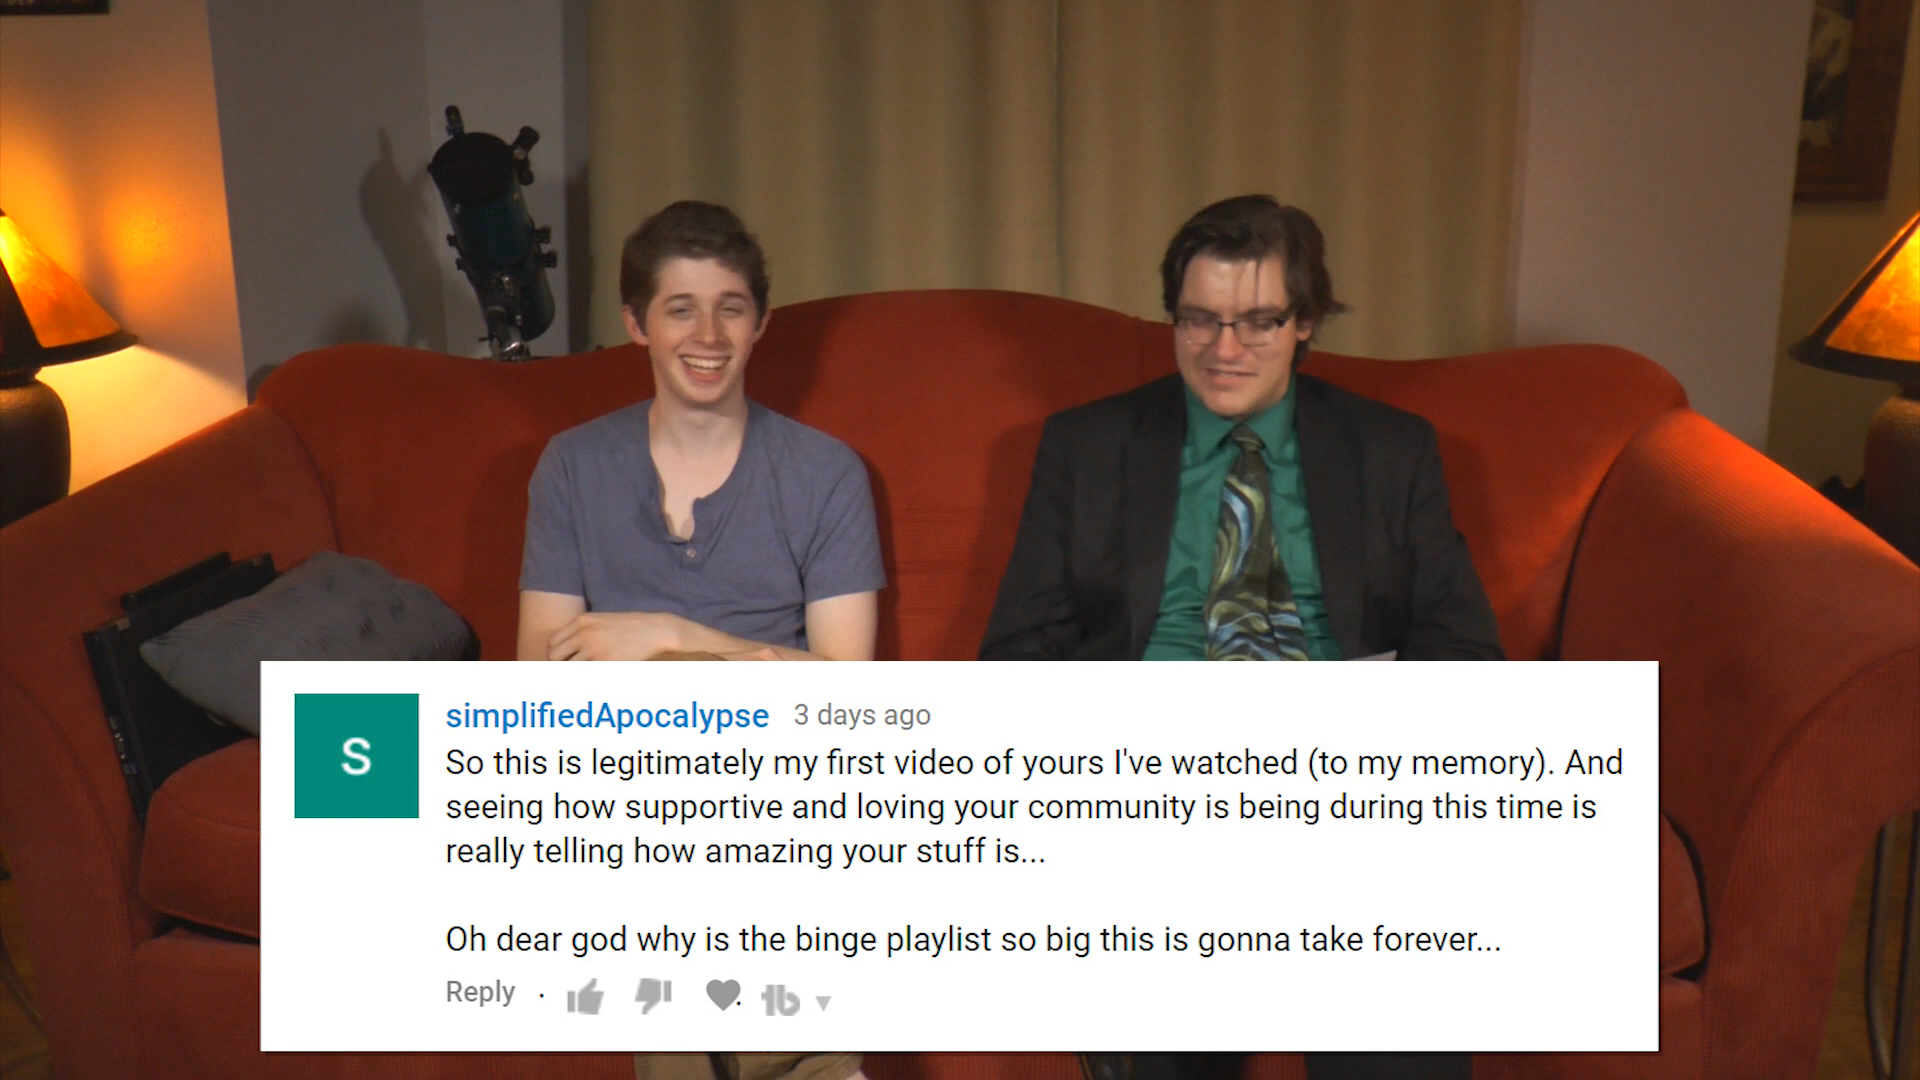 S
simplifiedApocalypse 3 days ago
So this is legitimately my first video of yours I've watched (to my memory). And
seeing how supportive and loving your community is being during this time is
really telling how amazing your stuff is...
Oh dear god why is the binge playlist so big this is gonna take forever...
Reply ·
tb